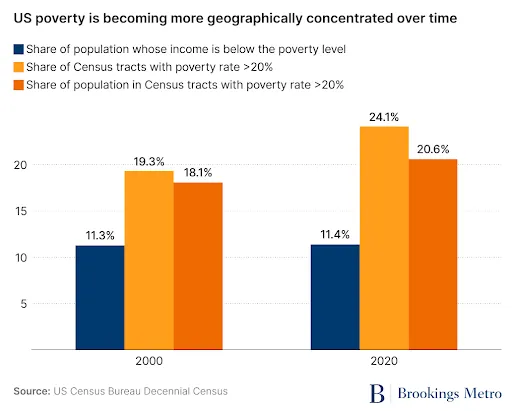 US poverty is becoming more geographically concentrated over time
Share of population whose income is below the poverty level
Share of Census tracts with poverty rate >20%
Share of population in Census tracts with poverty rate >20%
24.1%
20.6%
19.3%
18.1%
20
15
11.3%
11.4%
10
5
2000
2020
Source: US Census Bureau Decennial Census
B Brookings Metro